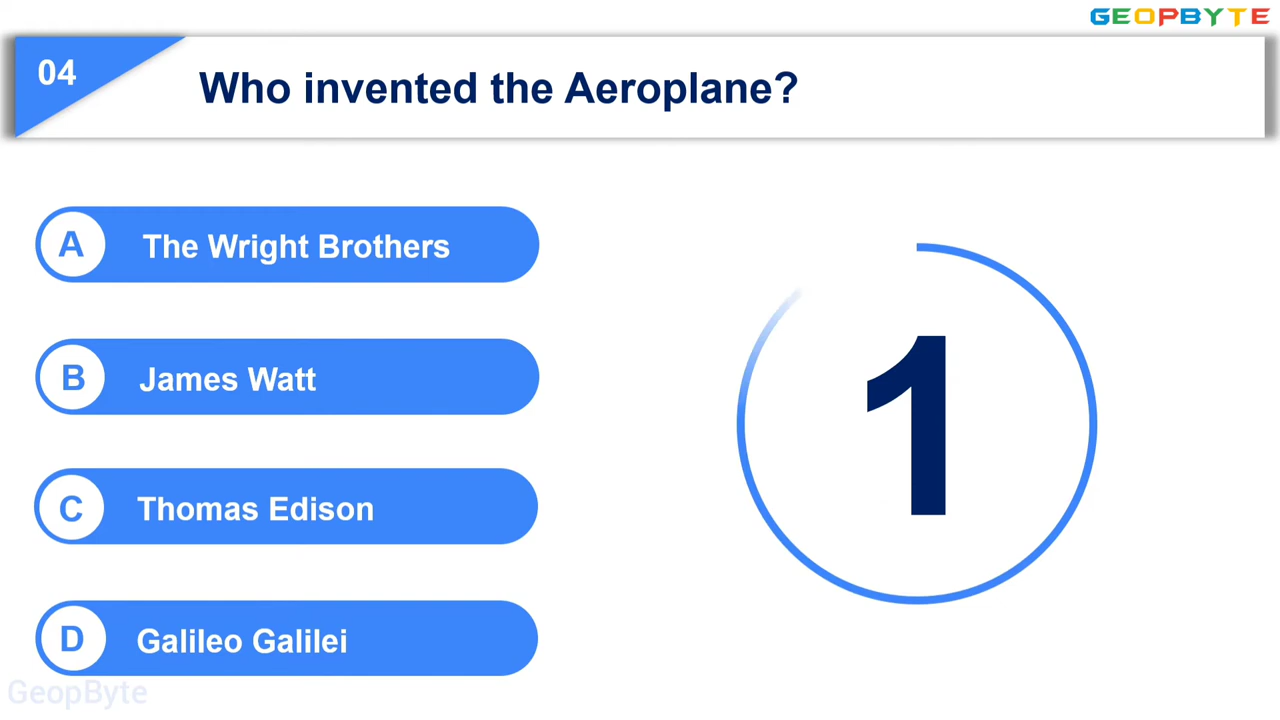 GEOPBYTE
04
Who invented the Aeroplane?
A The Wright Brothers
B James Watt
C Thomas Edison
D Galileo Galilei
1
GeopByte